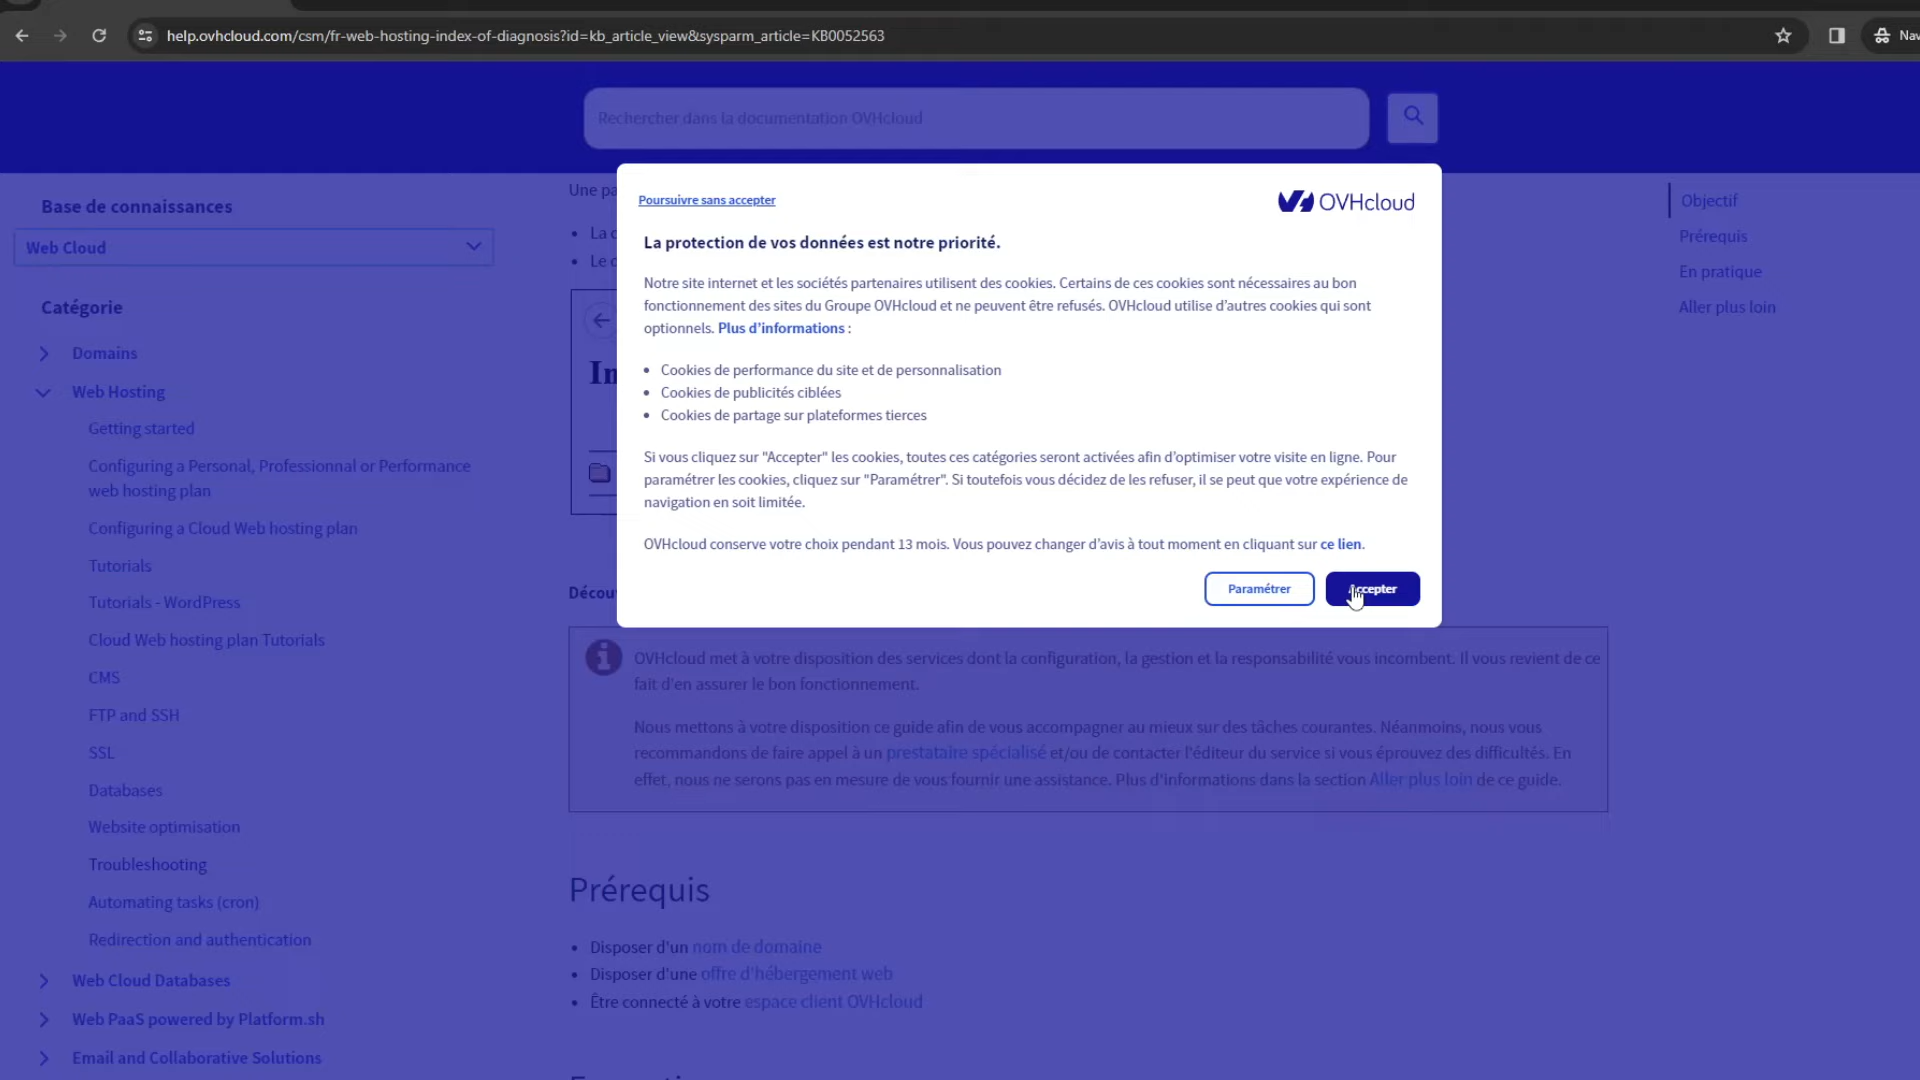 help.ovhcloud.com/csm/fr-web-hosting-index-of-diagnosis?id=kb_article_view&sysparm_article=KB0052563
Rechercher dans la documentation OVHcloud
Base de connaissances
Web Cloud
Catégorie
Domains
Web Hosting
Getting started
Configuring a Personal, Professionnal or Performance
web hosting plan
Configuring a Cloud Web hosting plan
Tutorials
Tutorials - WordPress
Cloud Web hosting plan Tutorials
CMS
FTP and SSH
SSL
Databases
Website optimisation
Troubleshooting
Automating tasks (cron)
Redirection and authentication
Web Cloud Databases
Web PaaS powered by Platform.sh
Email and Collaborative Solutions
Une
Poursuivre sans accepter
OVHcloud
La protection de vos données est notre priorité.
Notre site internet et les sociétés partenaires utilisent des cookies. Certains de ces cookies sont nécessaires au bon
fonctionnement des sites du Groupe OVHcloud et ne peuvent être refusés. OVHcloud utilise d'autres cookies qui sont
optionnels. Plus d'informations :
• Cookies de performance du site et de personnalisation
• Cookies de publicités ciblées
• Cookies de partage sur plateformes tierces
Si vous cliquez sur "Accepter" les cookies, toutes ces catégories seront activées afin d'optimiser votre visite en ligne. Pour
paramétrer les cookies, cliquez sur "Paramétrer". Si toutefois vous décidez de les refuser, il se peut que votre expérience de
navigation en soit limitée.
OVHcloud conserve votre choix pendant 13 mois. Vous pouvez changer d'avis à tout moment en cliquant sur ce lien.
Paramétrer
Accepter
OVHcloud met à votre disposition des services dont la configuration, la gestion et la responsabilité vous incombent. Il vous revient de ce
fait d'en assurer le bon fonctionnement.
Nous mettons à votre disposition ce guide afin de vous accompagner au mieux sur des tâches courantes. Néanmoins, nous vous
recommandons de faire appel à un prestataire spécialisé et/ou de contacter l'éditeur du service si vous éprouvez des difficultés. En
effet, nous ne serons pas en mesure de vous fournir une assistance. Plus d'informations dans la section Aller plus loin de ce guide.
Prérequis
• Disposer d'un nom de domaine
• Disposer d'une offre d'hébergement web
• Être connecté à votre espace client OVHcloud
Objectif
Prérequis
En pratique
Aller plus loin